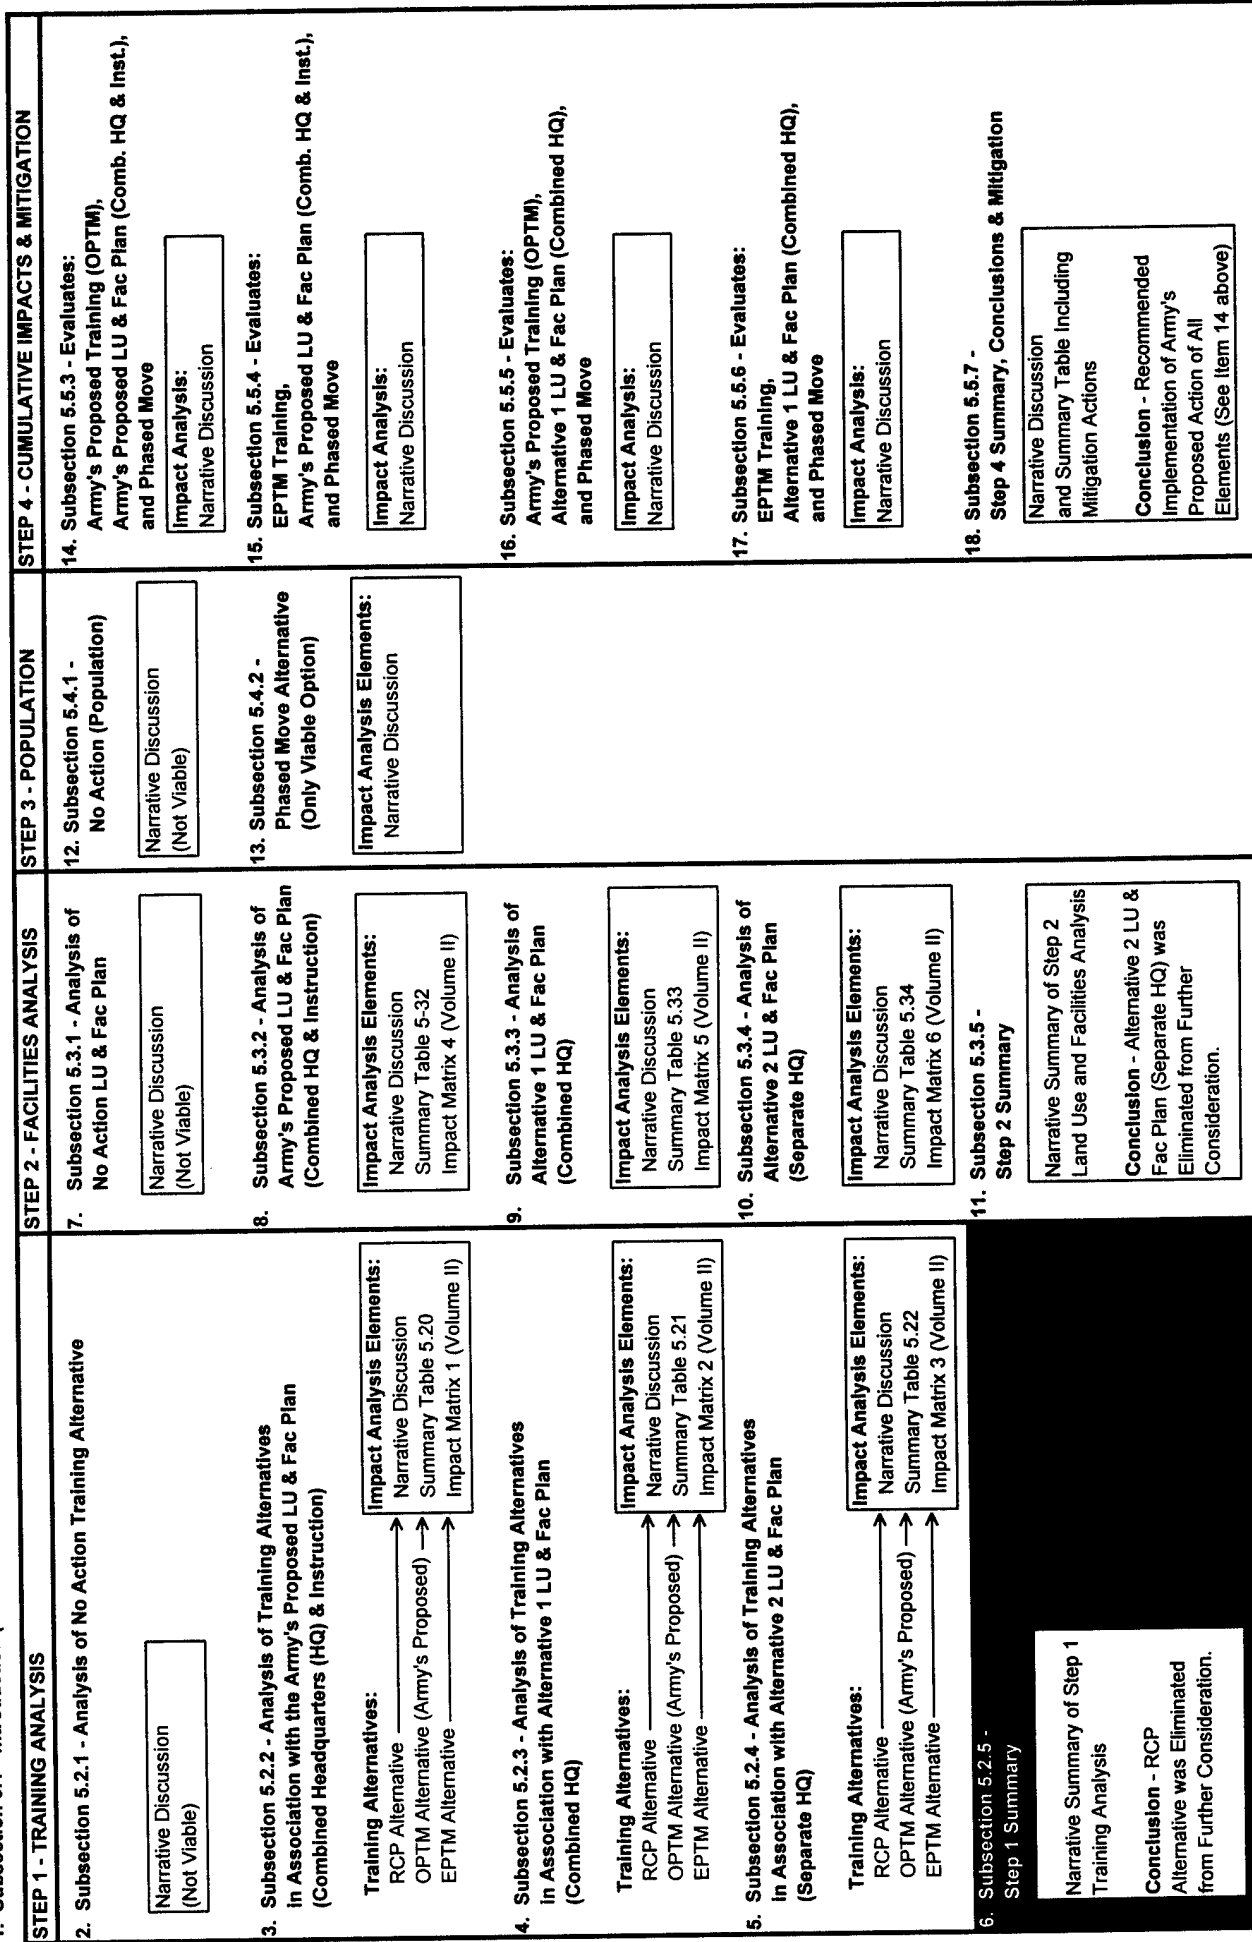 STEP 1 - TRAINING ANALYSIS
2. Subsection 5.2.1 - Analysis of No Action Training Alternative
Narrative Discussion
(Not Viable)
3. Subsection 5.2.2 - Analysis of Training Alternatives
in Association with the Army's Proposed LU & Fac Plan
(Combined Headquarters (HQ) & Instruction)
Training Alternatives:
RCP Alternative
OPTM Alternative (Army's Proposed)
EPTM Alternative
Impact Analysis Elements:
Narrative Discussion
Summary Table 5.20
Impact Matrix 1 (Volume II)
4. Subsection 5.2.3 - Analysis of Training Alternatives
in Association with Alternative 1 LU & Fac Plan
(Combined HQ)
Training Alternatives:
RCP Alternative
OPTM Alternative (Army's Proposed)
EPTM Alternative
Impact Analysis Elements:
Narrative Discussion
Summary Table 5.21
Impact Matrix 2 (Volume II)
5. Subsection 5.2.4 - Analysis of Training Alternatives
in Association with Alternative 2 LU & Fac Plan
(Separate HQ)
Training Alternatives:
RCP Alternative
OPTM Alternative (Army's Proposed)
EPTM Alternative
Impact Analysis Elements:
Narrative Discussion
Summary Table 5.22
Impact Matrix 3 (Volume II)
6. Subsection 5.2.5 -
Step 1 Summary
Narrative Summary of Step 1
Training Analysis
Conclusion - RCP
Alternative was Eliminated
from Further Consideration.
STEP 2 - FACILITIES ANALYSIS
7. Subsection 5.3.1 - Analysis of
No Action LU & Fac Plan
Narrative Discussion
(Not Viable)
8. Subsection 5.3.2 - Analysis of
Army's Proposed LU & Fac Plan
(Combined HQ & Instruction)
Impact Analysis Elements:
Narrative Discussion
Summary Table 5-32
Impact Matrix 4 (Volume II)
9. Subsection 5.3.3 - Analysis of
Alternative 1 LU & Fac Plan
(Combined HQ)
Impact Analysis Elements:
Narrative Discussion
Summary Table 5.33
Impact Matrix 5 (Volume II)
10. Subsection 5.3.4 - Analysis of
Alternative 2 LU & Fac Plan
(Separate HQ)
Impact Analysis Elements:
Narrative Discussion
Summary Table 5.34
Impact Matrix 6 (Volume II)
11. Subsection 5.3.5 -
Step 2 Summary
Narrative Summary of Step 2
Land Use and Facilities Analysis
Conclusion - Alternative 2 LU &
Fac Plan (Separate HQ) was
Eliminated from Further
Consideration.
STEP 3 - POPULATION
12. Subsection 5.4.1 -
No Action (Population)
Narrative Discussion
(Not Viable)
13. Subsection 5.4.2 -
Phased Move Alternative
(Only Viable Option)
Impact Analysis Elements:
Narrative Discussion
STEP 4 - CUMULATIVE IMPACTS & MITIGATION
14. Subsection 5.5.3 - Evaluates:
Army's Proposed Training (OPTM),
Army's Proposed LU & Fac Plan (Comb. HQ & Inst.),
and Phased Move
Impact Analysis:
Narrative Discussion
15. Subsection 5.5.4 - Evaluates:
EPTM Training,
Army's Proposed LU & Fac Plan (Comb. HQ & Inst.),
and Phased Move
Impact Analysis:
Narrative Discussion
16. Subsection 5.5.5 - Evaluates:
Army's Proposed Training (OPTM),
Alternative 1 LU & Fac Plan (Combined HQ),
and Phased Move
Impact Analysis:
Narrative Discussion
17. Subsection 5.5.6 - Evaluates:
EPTM Training,
Alternative 1 LU & Fac Plan (Combined HQ),
and Phased Move
Impact Analysis:
Narrative Discussion
18. Subsection 5.5.7 -
Step 4 Summary, Conclusions & Mitigation
Narrative Discussion
and Summary Table Including
Mitigation Actions
Conclusion - Recommended
Implementation of Army's
Proposed Action of All
Elements (See Item 14 above)